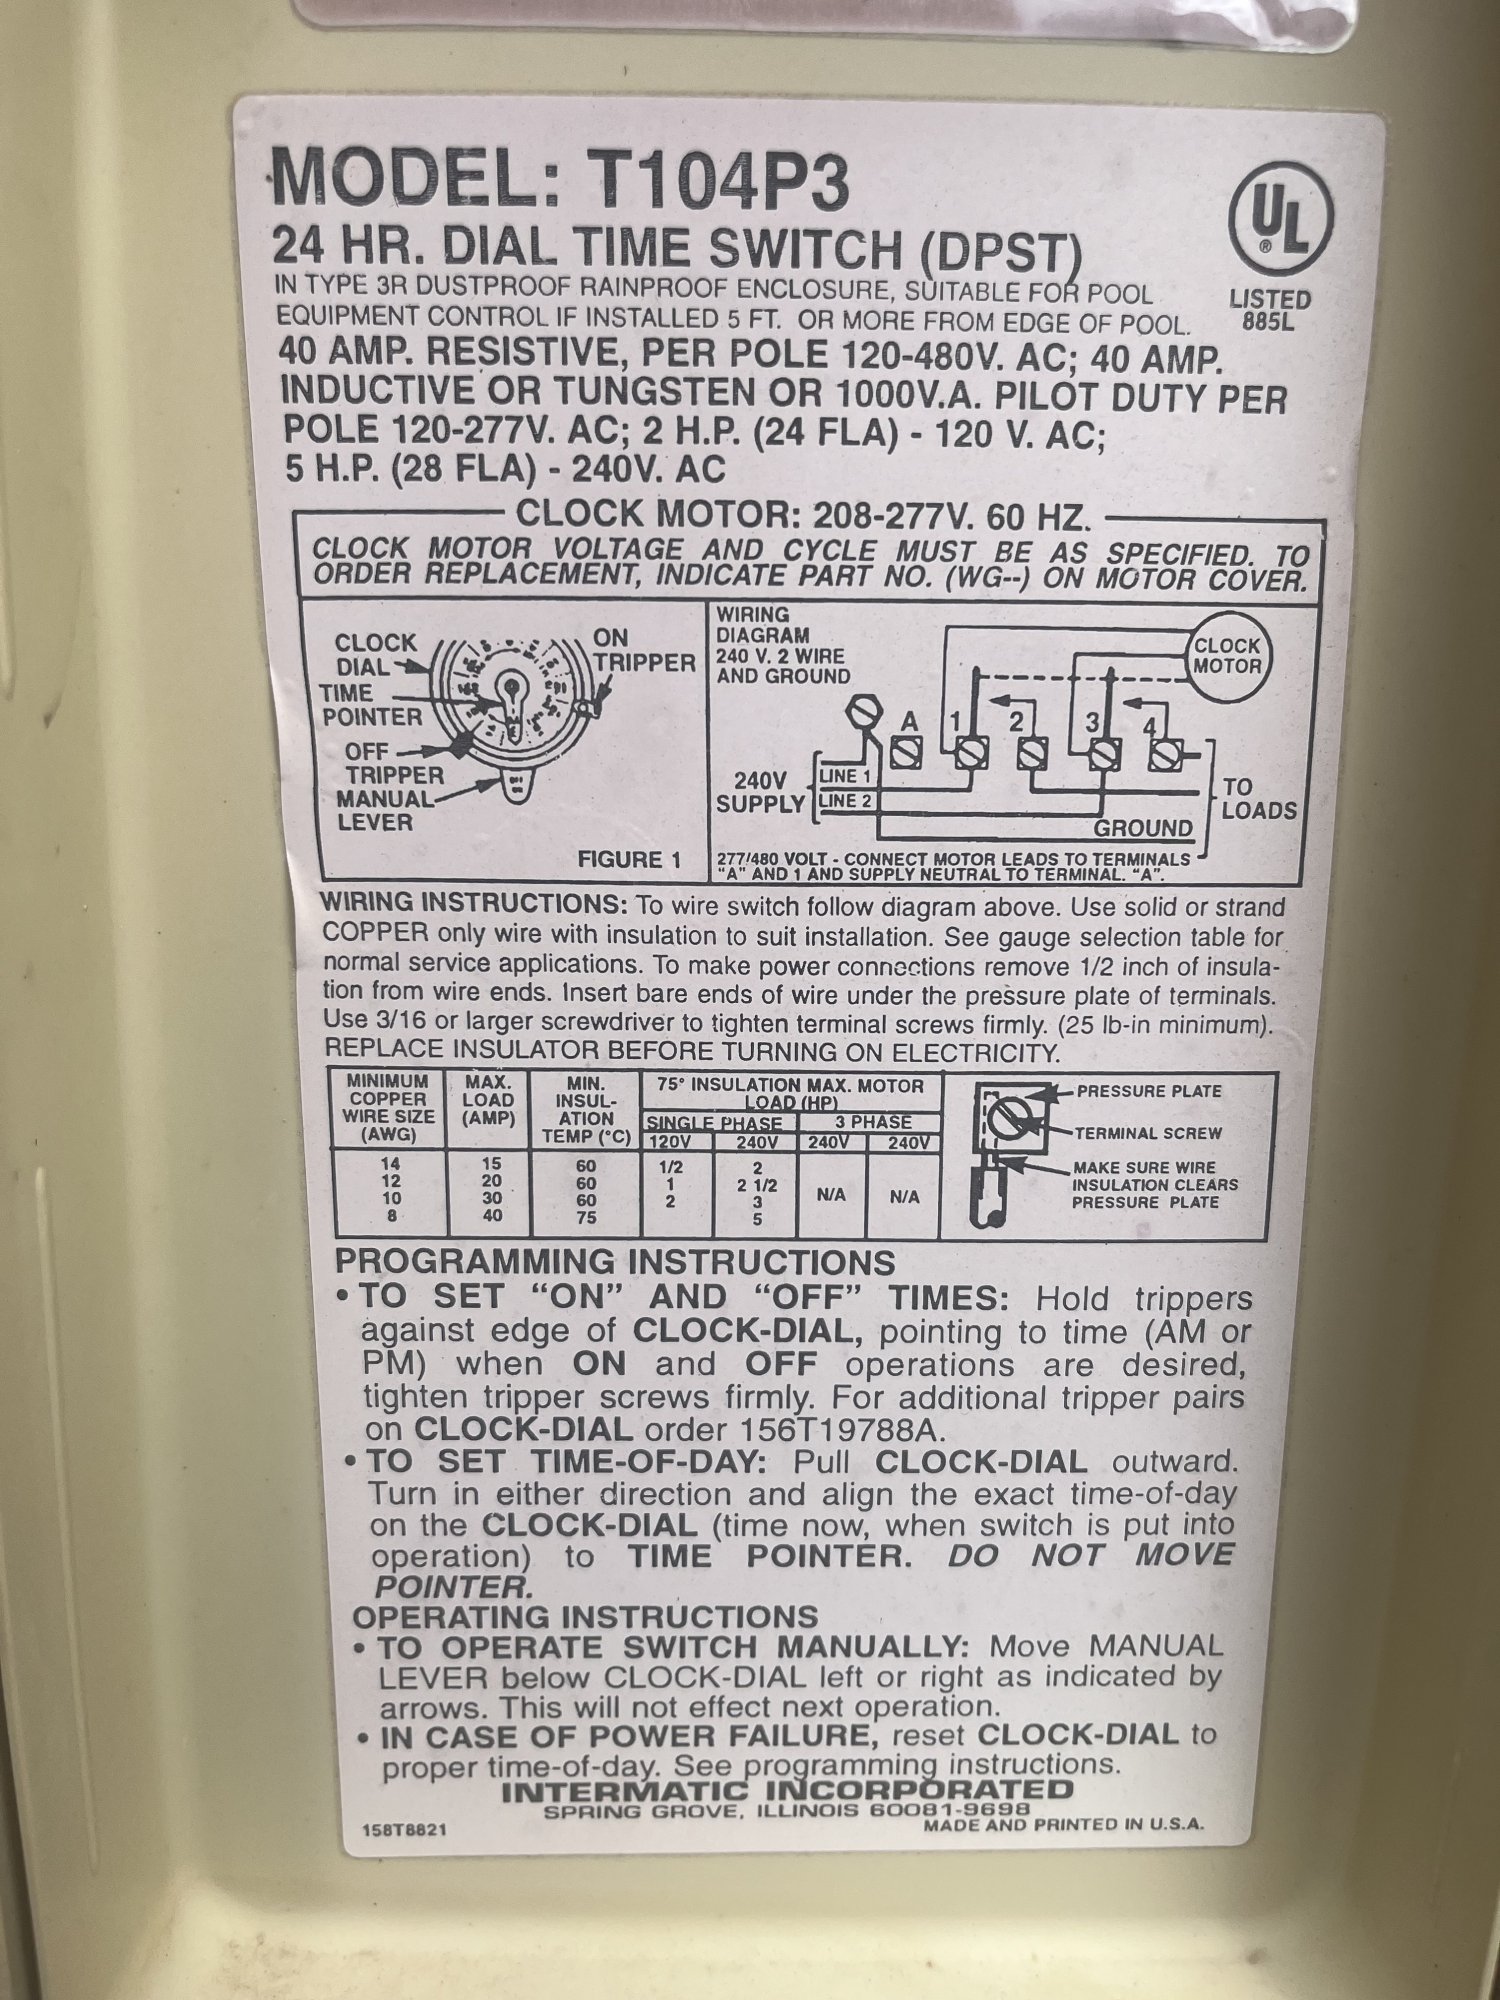 MODEL: T104P3
24 HR. DIAL TIME SWITCH (DPST)
IN TYPE 3R DUSTPROOF RAINPROOF ENCLOSURE, SUITABLE FOR POOL
EQUIPMENT CONTROL IF INSTALLED 5 FT. OR MORE FROM EDGE OF POOL.
UL
®
LISTED
885L
40 AMP. RESISTIVE, PER POLE 120-480V. AC; 40 AMP.
INDUCTIVE OR TUNGSTEN OR 1000V.A. PILOT DUTY PER
POLE 120-277V. AC; 2 H.P. (24 FLA) - 120 V. AC;
5 H.P. (28 FLA) - 240V. AC
CLOCK MOTOR: 208-277V. 60 HZ.
CLOCK MOTOR VOLTAGE AND CYCLE MUST BE AS SPECIFIED. TO
ORDER REPLACEMENT, INDICATE PART NO. (WG--) ON MOTOR COVER.
CLOCK
DIAL
TIME
POINTER
OFF
TRIPPER
MANUAL
LEVER
ON
TRIPPER
FIGURE 1
WIRING
DIAGRAM
240 V. 2 WIRE
AND GROUND
CLOCK
MOTOR
A 1 2 3 4
240V
SUPPLY
LINE 1
LINE 2
GROUND
TO
LOADS
277/480 VOLT - CONNECT MOTOR LEADS TO TERMINALS
"A" AND 1 AND SUPPLY NEUTRAL TO TERMINAL. "A".
WIRING INSTRUCTIONS: To wire switch follow diagram above. Use solid or strand
COPPER only wire with insulation to suit installation. See gauge selection table for
normal service applications. To make power connections remove 1/2 inch of insula-
tion from wire ends. Insert bare ends of wire under the pressure plate of terminals.
Use 3/16 or larger screwdriver to tighten terminal screws firmly. (25 lb-in minimum).
REPLACE INSULATOR BEFORE TURNING ON ELECTRICITY.
MINIMUM
COPPER
WIRE SIZE
(AWG)
MAX.
LOAD
(AMP)
MIN.
INSUL-
ATION
TEMP (°C)
75° INSULATION MAX. MOTOR
LOAD (HP)
SINGLE PHASE 3 PHASE
120V 240V 240V 240V
14 15 60 1/2 2
12 20 60 1 2 1/2
10 30 60 2 3
8 40 75 5
N/A N/A
PRESSURE PLATE
TERMINAL SCREW
MAKE SURE WIRE
INSULATION CLEARS
PRESSURE PLATE
PROGRAMMING INSTRUCTIONS
• TO SET "ON" AND "OFF" TIMES: Hold trippers
against edge of CLOCK-DIAL, pointing to time (AM or
PM) when ON and OFF operations are desired,
tighten tripper screws firmly. For additional tripper pairs
on CLOCK-DIAL order 156T19788A.
• TO SET TIME-OF-DAY: Pull CLOCK-DIAL outward.
Turn in either direction and align the exact time-of-day
on the CLOCK-DIAL (time now, when switch is put into
operation) to TIME POINTER. DO NOT MOVE
POINTER.
OPERATING INSTRUCTIONS
• TO OPERATE SWITCH MANUALLY: Move MANUAL
LEVER below CLOCK-DIAL left or right as indicated by
arrows. This will not effect next operation.
• IN CASE OF POWER FAILURE, reset CLOCK-DIAL to
proper time-of-day. See programming instructions.
INTERMATIC INCORPORATED
SPRING GROVE, ILLINOIS 60081-9698
158T8821
MADE AND PRINTED IN U.S.A.